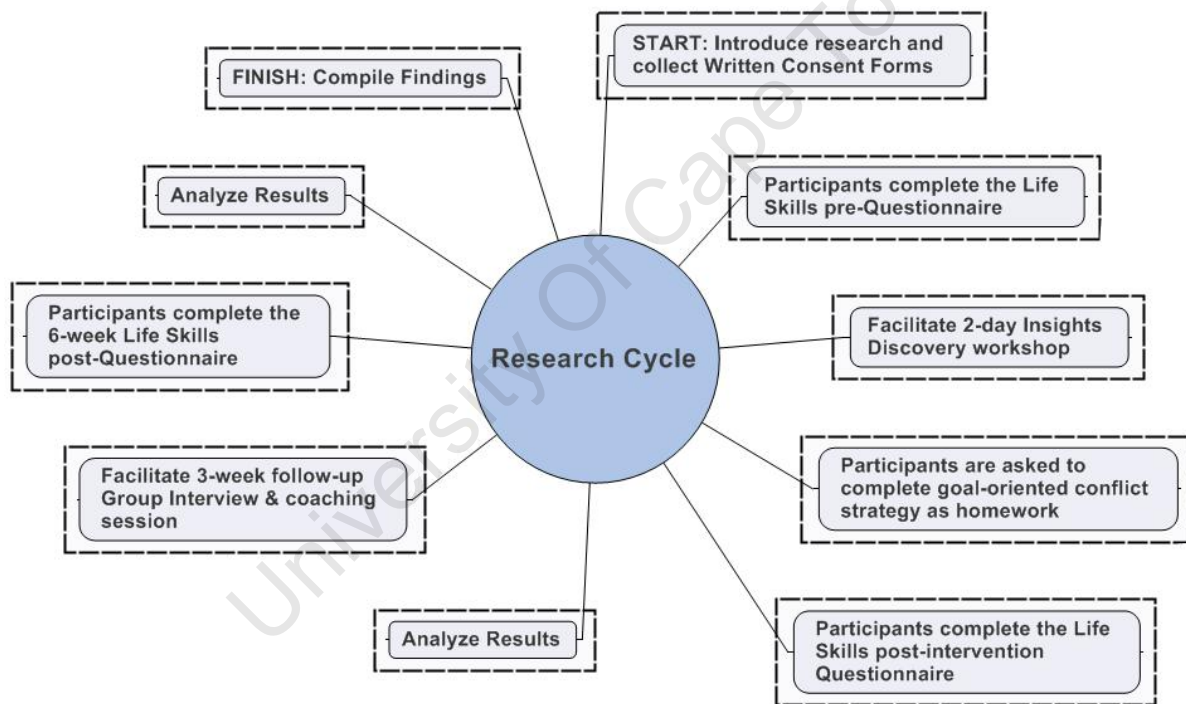 START: Introduce research and
collect Written Consent Forms
Participants complete the Life
Skills pre-Questionnaire
Facilitate 2-day Insights
Discovery workshop
Participants are asked to
complete goal-oriented conflict
strategy as homework
Participants complete the Life
Skills post-intervention
Questionnaire
Analyze Results
Facilitate 3-week follow-up
Group Interview & coaching
session
Participants complete the
6-week Life Skills
post-Questionnaire
Analyze Results
FINISH: Compile Findings
Research Cycle
University Of Cape To